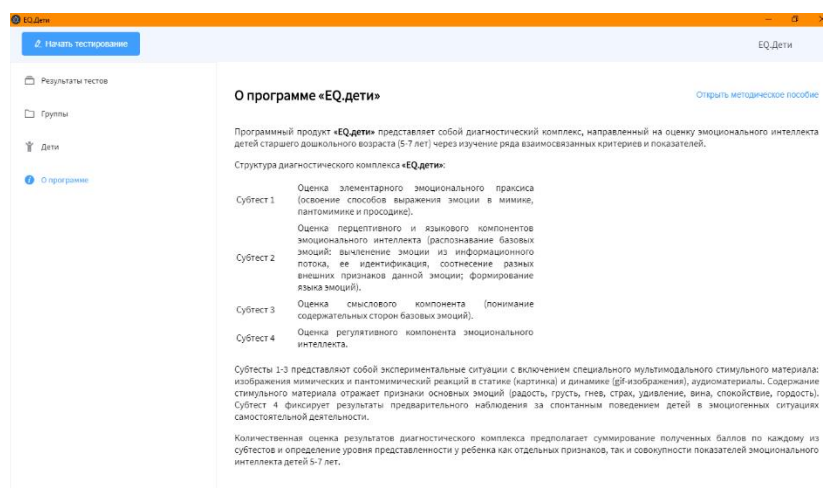 EQ.Дети
Начать тестирование
EQ.Дети
Результаты тестов
Группы
Дети
О программе
О программе «EQ.дети»
Открыть методическое пособие
Программный продукт «EQ.дети» представляет собой диагностический комплекс, направленный на оценку эмоционального интеллекта
детей старшего дошкольного возраста (5-7 лет) через изучение ряда взаимосвязанных критериев и показателей.
Структура диагностического комплекса «EQ.дети»:
Субтест 1
Оценка элементарного эмоционального праксиса
(освоение способов выражения эмоции в мимике,
пантомимике и просодике).
Субтест 2
Оценка перцептивного и языкового компонентов
эмоционального интеллекта (распознавание базовых
эмоций: вычленение эмоции из информационного
потока, ее идентификация, соотнесение разных
внешних признаков данной эмоции; формирование
языка эмоций).
Субтест 3
Оценка смыслового компонента (понимание
содержательных сторон базовых эмоций).
Субтест 4
Оценка регулятивного компонента эмоционального
интеллекта.
Субтесты 1-3 представляют собой экспериментальные ситуации с включением специального мультимодального стимульного материала:
изображения мимических и пантомимический реакций в статике (картинка) и динамике (gif-изображения), аудиоматериалы. Содержание
стимульного материала отражает признаки основных эмоций (радость, грусть, гнев, страх, удивление, вина, спокойствие, гордость).
Субтест 4 фиксирует результаты предварительного наблюдения за спонтанным поведением детей в эмоциогенных ситуациях
самостоятельной деятельности.
Количественная оценка результатов диагностического комплекса предполагает суммирование полученных баллов по каждому из
субтестов и определение уровня представленности у ребенка как отдельных признаков, так и совокупности показателей эмоционального
интеллекта детей 5-7 лет.